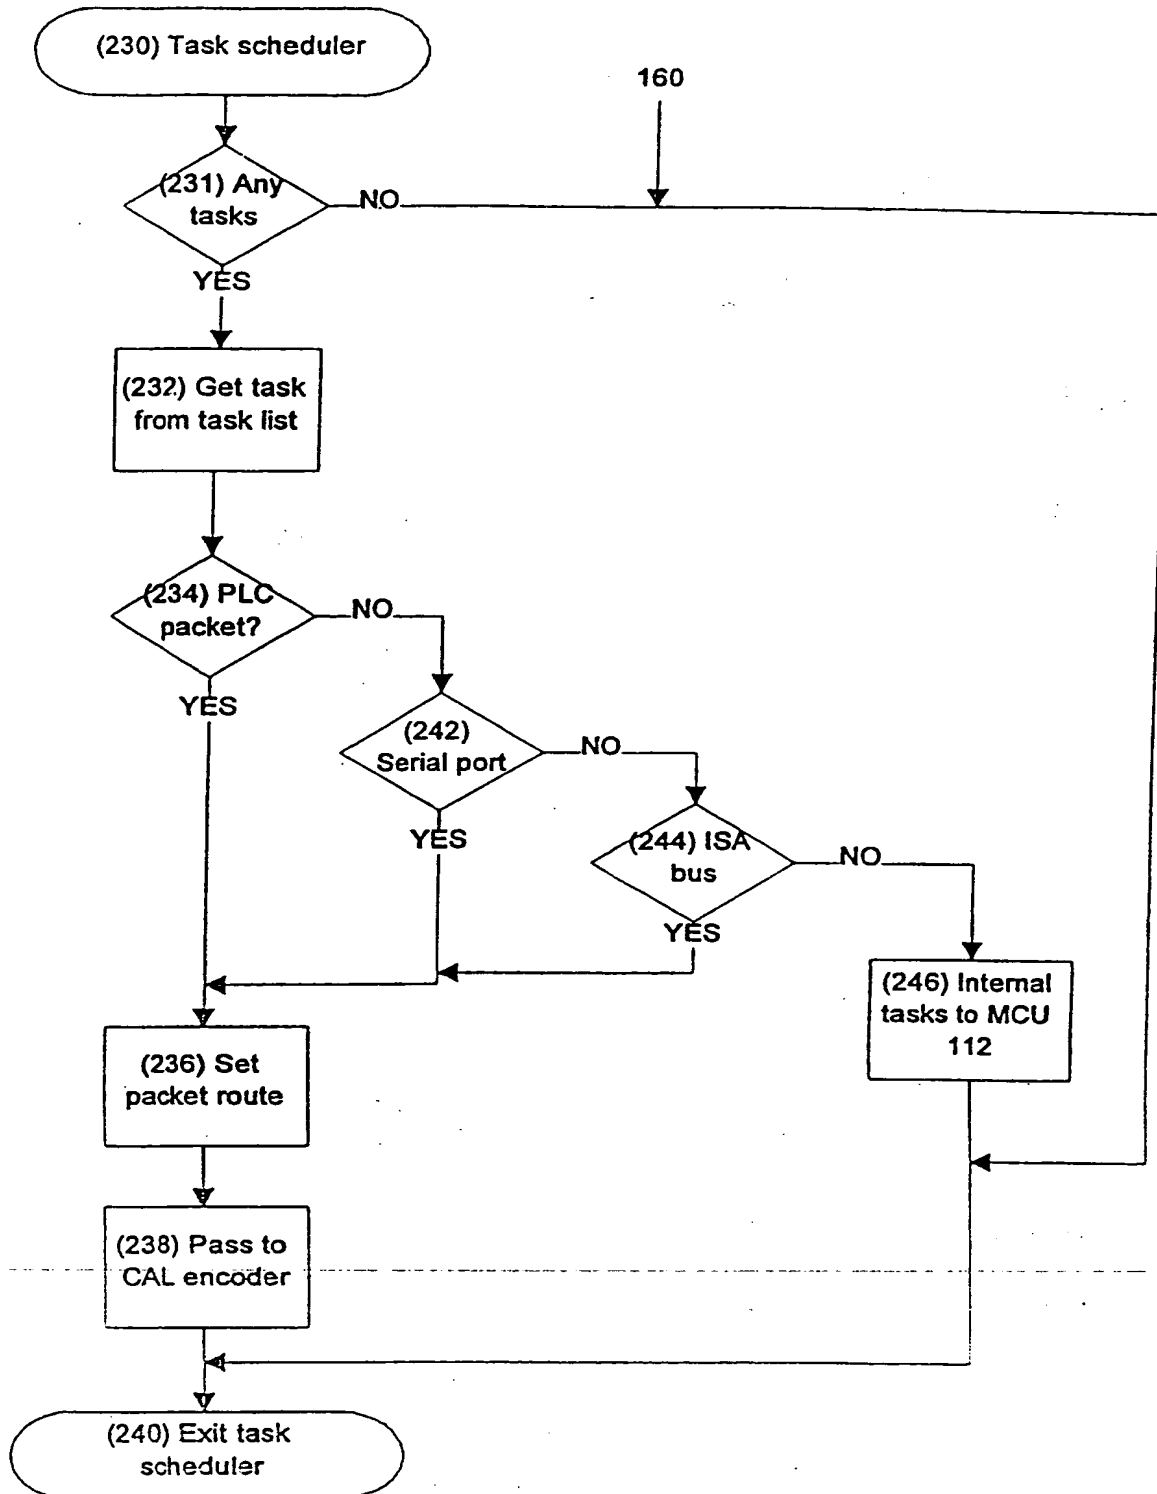 (230) Task scheduler
160
(231) Any
tasks
NO
YES
(232) Get task
from task list
(234) PLC
packet?
NO
YES
(242)
Serial port
NO
YES
(244) ISA
bus
NO
YES
(246) Internal
tasks to MCU
112
(236) Set
packet route
(238) Pass to
CAL encoder
(240) Exit task
scheduler